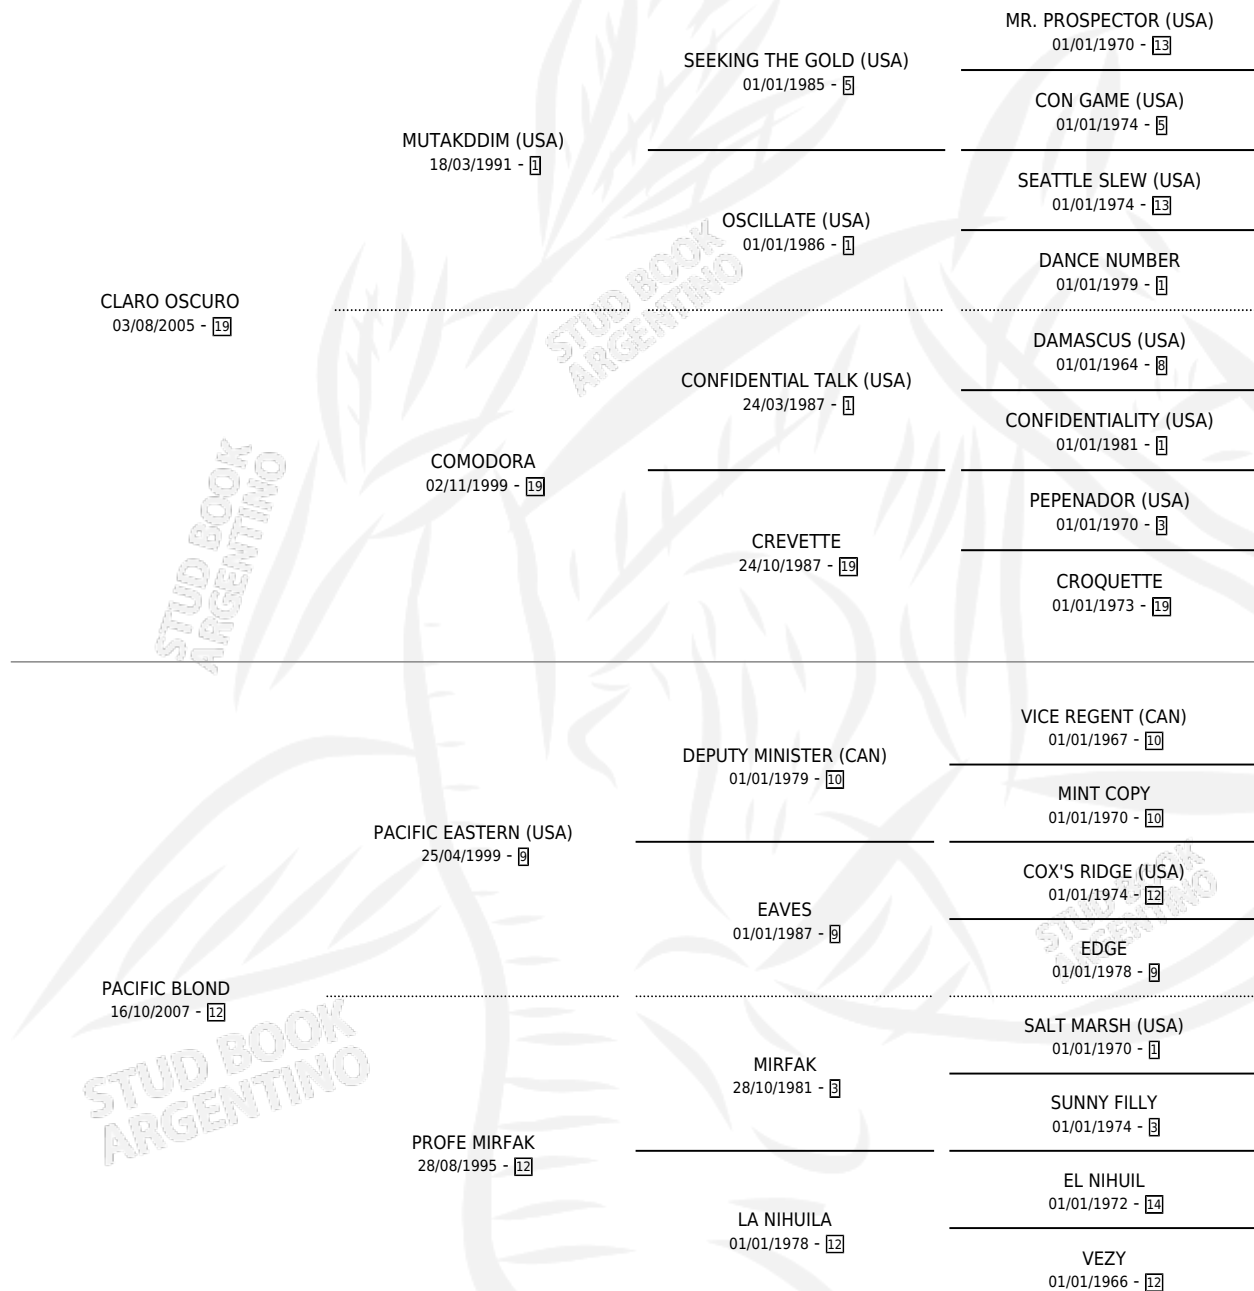 MR. PROSPECTOR (USA)
01/01/1970 - 13
SEEKING THE GOLD (USA)
01/01/1985 - 5
CON GAME (USA)
01/01/1974 - 5
MUTAKDDIM (USA)
18/03/1991 - 1
SEATTLE SLEW (USA)
01/01/1974 - 13
OSCILLATE (USA)
01/01/1986 - 1
DANCE NUMBER
01/01/1979 - 1
CLARO OSCURO
03/08/2005 - 19
DAMASCUS (USA)
01/01/1964 - 8
CONFIDENTIAL TALK (USA)
24/03/1987 - 1
CONFIDENTIALITY (USA)
01/01/1981 - 1
COMODORA
02/11/1999 - 19
PEPENADOR (USA)
01/01/1970 - 3
CREVETTE
24/10/1987 - 19
CROQUETTE
01/01/1973 - 19
VICE REGENT (CAN)
01/01/1967 - 10
DEPUTY MINISTER (CAN)
01/01/1979 - 10
MINT COPY
01/01/1970 - 10
PACIFIC EASTERN (USA)
25/04/1999 - 9
COX'S RIDGE (USA)
01/01/1974 - 12
EAVES
01/01/1987 - 9
EDGE
01/01/1978 - 9
PACIFIC BLOND
16/10/2007 - 12
SALT MARSH (USA)
01/01/1970 - 1
MIRFAK
28/10/1981 - 3
SUNNY FILLY
01/01/1974 - 3
PROFE MIRFAK
28/08/1995 - 12
EL NIHUIL
01/01/1972 - 14
LA NIHUILA
01/01/1978 - 12
VEZY
01/01/1966 - 12
STUD BOOK
ARGENTINO
STUD BOOK
ARGENTINO
STUD BOOK
ARGENTINO
STUD BOOK
ARGENTINO